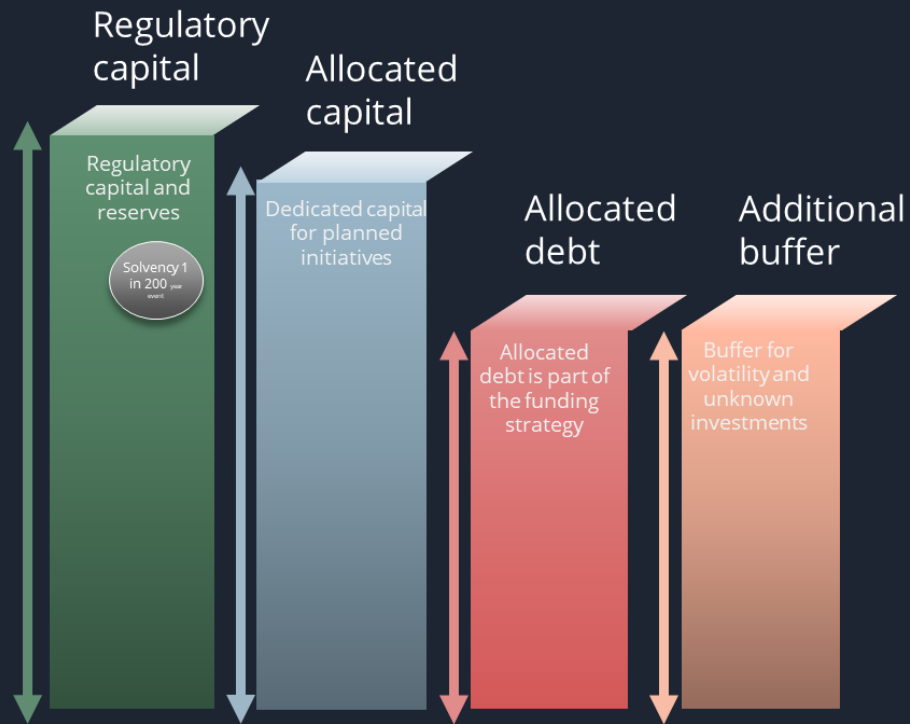 Regulatory
capital
Allocated
capital
Allocated
debt
Additional
buffer
Regulatory
capital and
reserves
Solvency 1
in 200 year
event
Dedicated capital
for planned
initiatives
Allocated
debt is part of
the funding
strategy
Buffer for
volatility and
unknown
investments